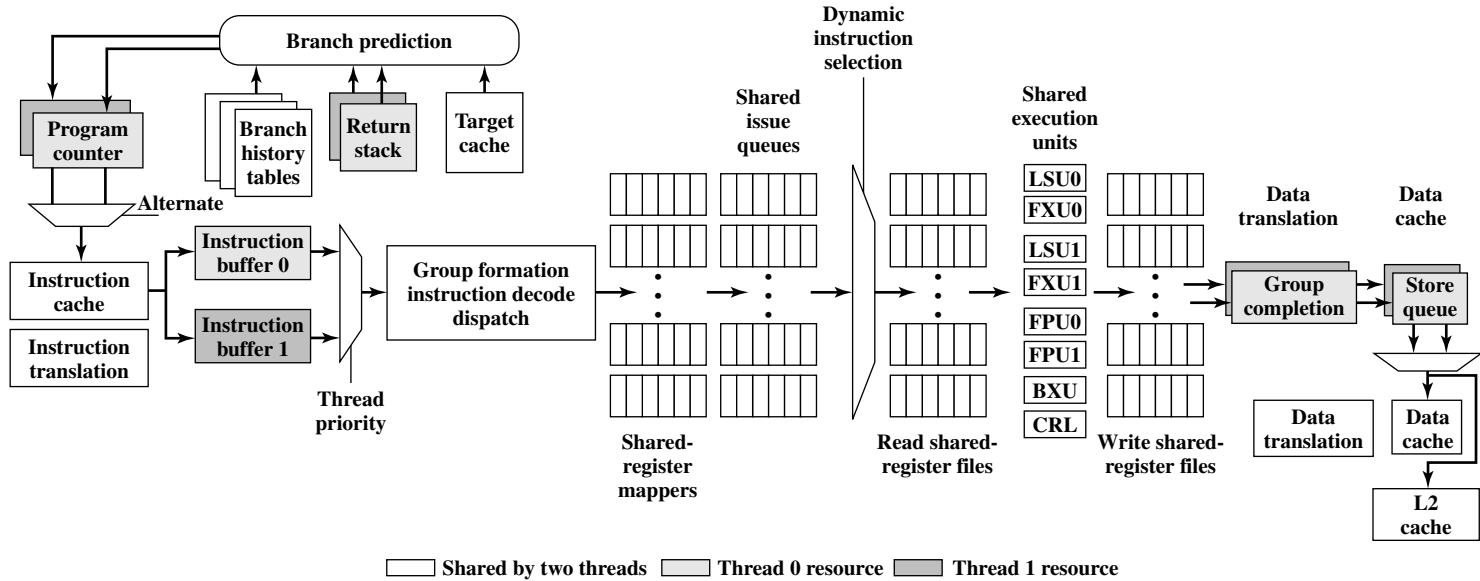 Branch prediction
Program
counter
Branch
history
tables
Return
stack
Target
cache
Alternate
Instruction
cache
Instruction
translation
Instruction
buffer 0
Instruction
buffer 1
Thread
priority
Group formation
instruction decode
dispatch
Shared-
register
mappers
Shared
issue
queues
Dynamic
instruction
selection
Read shared-
register files
Shared
execution
units
LSU0
FXU0
LSU1
FXU1
FPU0
FPU1
BXU
CRL
Write shared-
register files
Data
translation
Group
completion
Data
translation
Data
cache
Store
queue
Data
cache
L2
cache
Shared by two threads
Thread 0 resource
Thread 1 resource